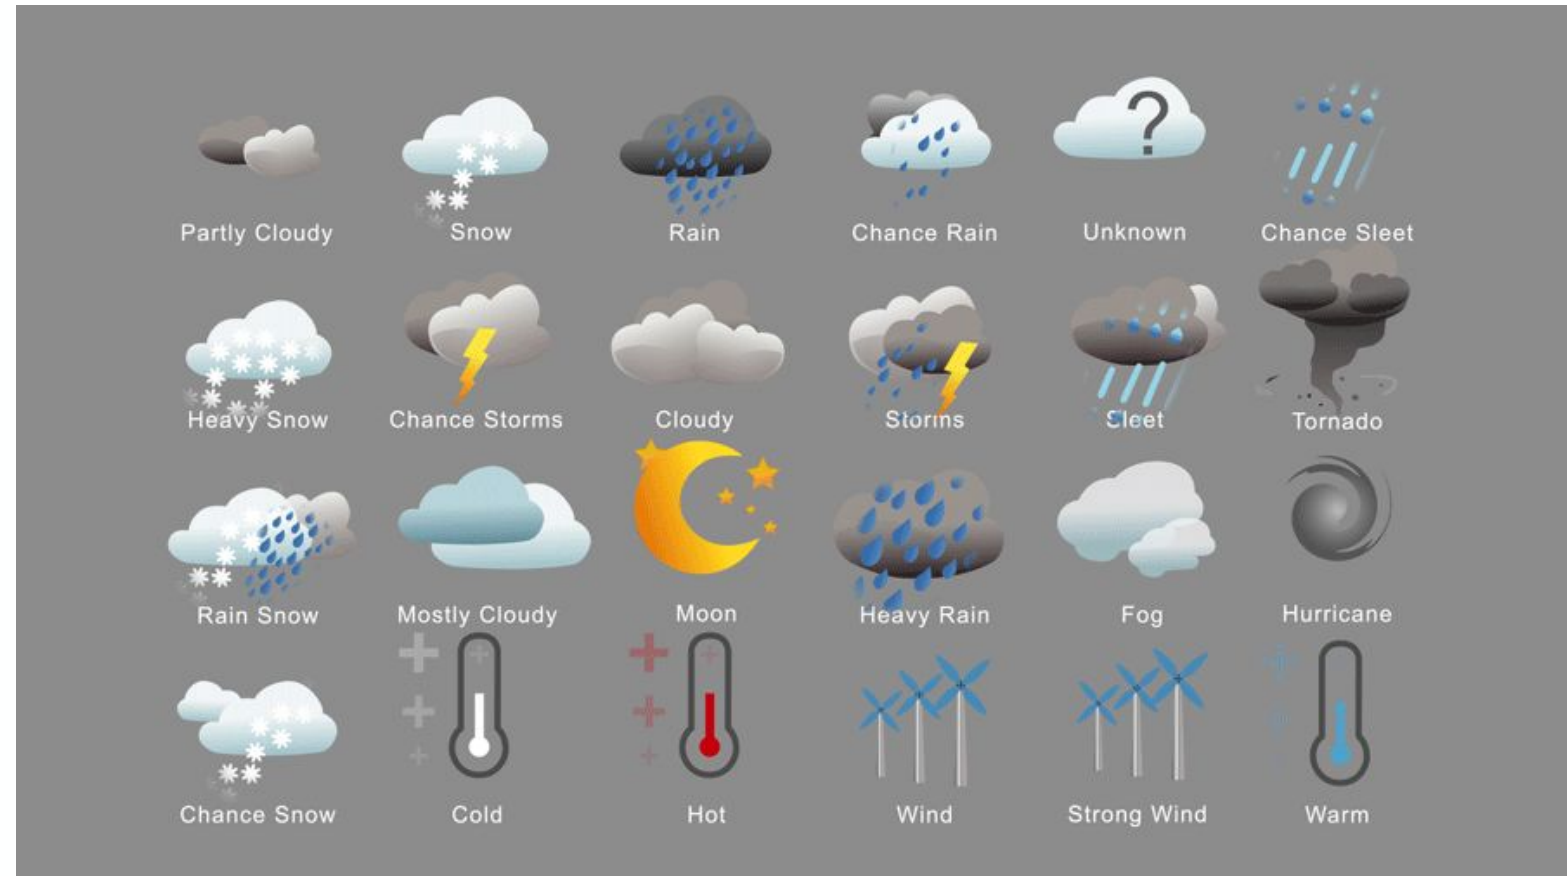 ?
Partly Cloudy
Snow
Rain
Chance Rain
Unknown
Chance Sleet
Heavy Snow
Chance Storms
Cloudy
Storms
Sleet
Tornado
Rain Snow
Mostly Cloudy
Moon
Heavy Rain
Fog
Hurricane
Chance Snow
Cold
Hot
Wind
Strong Wind
Warm